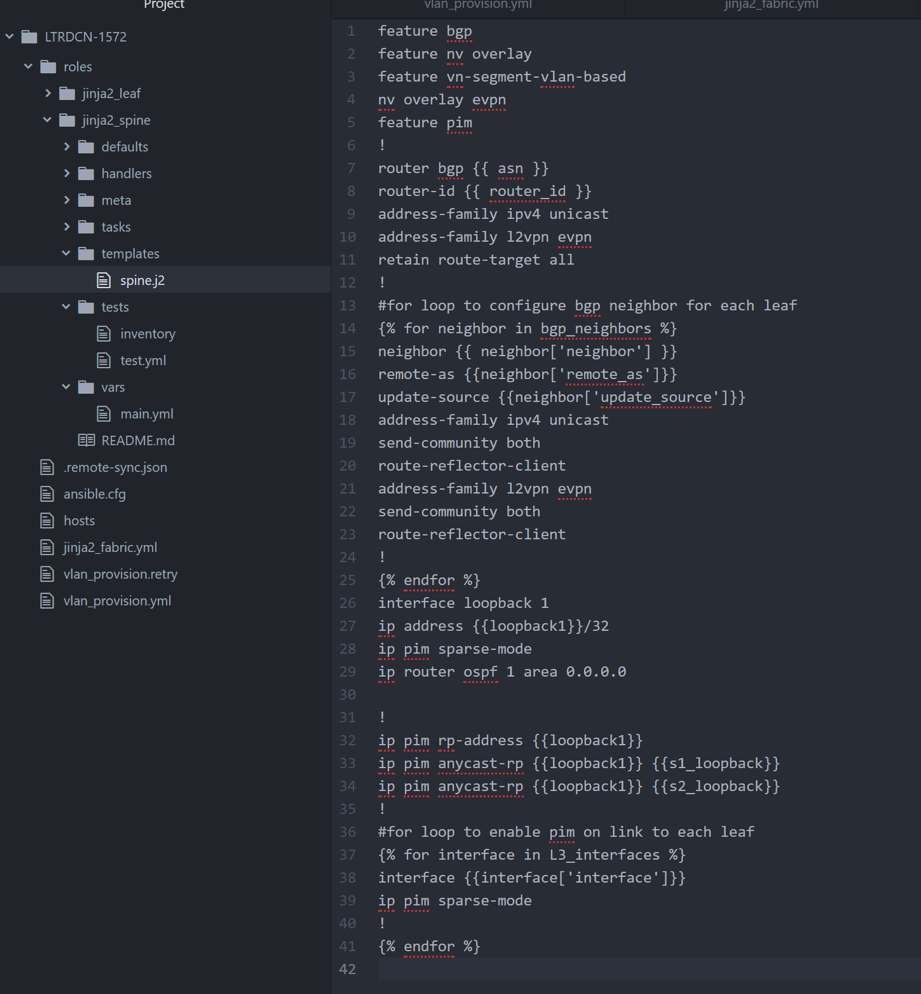 Project
LTRDCN-1572
roles
jinja2_leaf
jinja2_spine
defaults
handlers
meta
tasks
templates
spine.j2
tests
inventory
test.yml
vars
main.yml
README.md
.remote-sync.json
ansible.cfg
hosts
jinja2_fabric.yml
vlan_provision.retry
vlan_provision.yml
vlan_provision.yml
jinja2_fabric.yml
1 feature bgp
2 feature nv overlay
3 feature vn-segment-vlan-based
4 nv overlay evpn
5 feature pim
6 !
7 router bgp {{ asn }}
8 router-id {{ router_id }}
9 address-family ipv4 unicast
10 address-family l2vpn evpn
11 retain route-target all
12 !
13 #for loop to configure bgp neighbor for each leaf
14 {% for neighbor in bgp_neighbors %}
15 neighbor {{ neighbor['neighbor'] }}
16 remote-as {{neighbor['remote_as']}}
17 update-source {{neighbor['update_source']}}
18 address-family ipv4 unicast
19 send-community both
20 route-reflector-client
21 address-family l2vpn evpn
22 send-community both
23 route-reflector-client
24 !
25 {% endfor %}
26 interface loopback 1
27 ip address {{loopback1}}/32
28 ip pim sparse-mode
29 ip router ospf 1 area 0.0.0.0
30
31 !
32 ip pim rp-address {{loopback1}}
33 ip pim anycast-rp {{loopback1}} {{s1_loopback}}
34 ip pim anycast-rp {{loopback1}} {{s2_loopback}}
35 !
36 #for loop to enable pim on link to each leaf
37 {% for interface in L3_interfaces %}
38 interface {{interface['interface']}}
39 ip pim sparse-mode
40 !
41 {% endfor %}
42